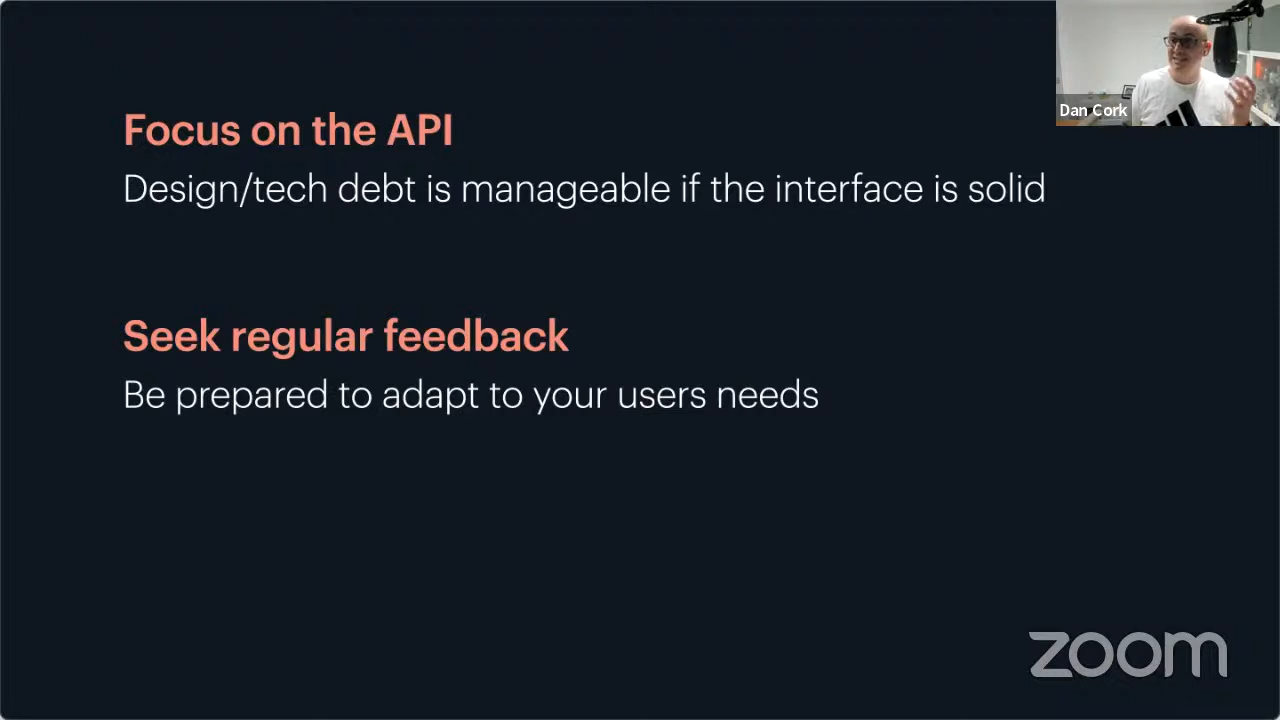 Focus on the API
Design/tech debt is manageable if the interface is solid
Seek regular feedback
Be prepared to adapt to your users needs
Dan Cork
zoom